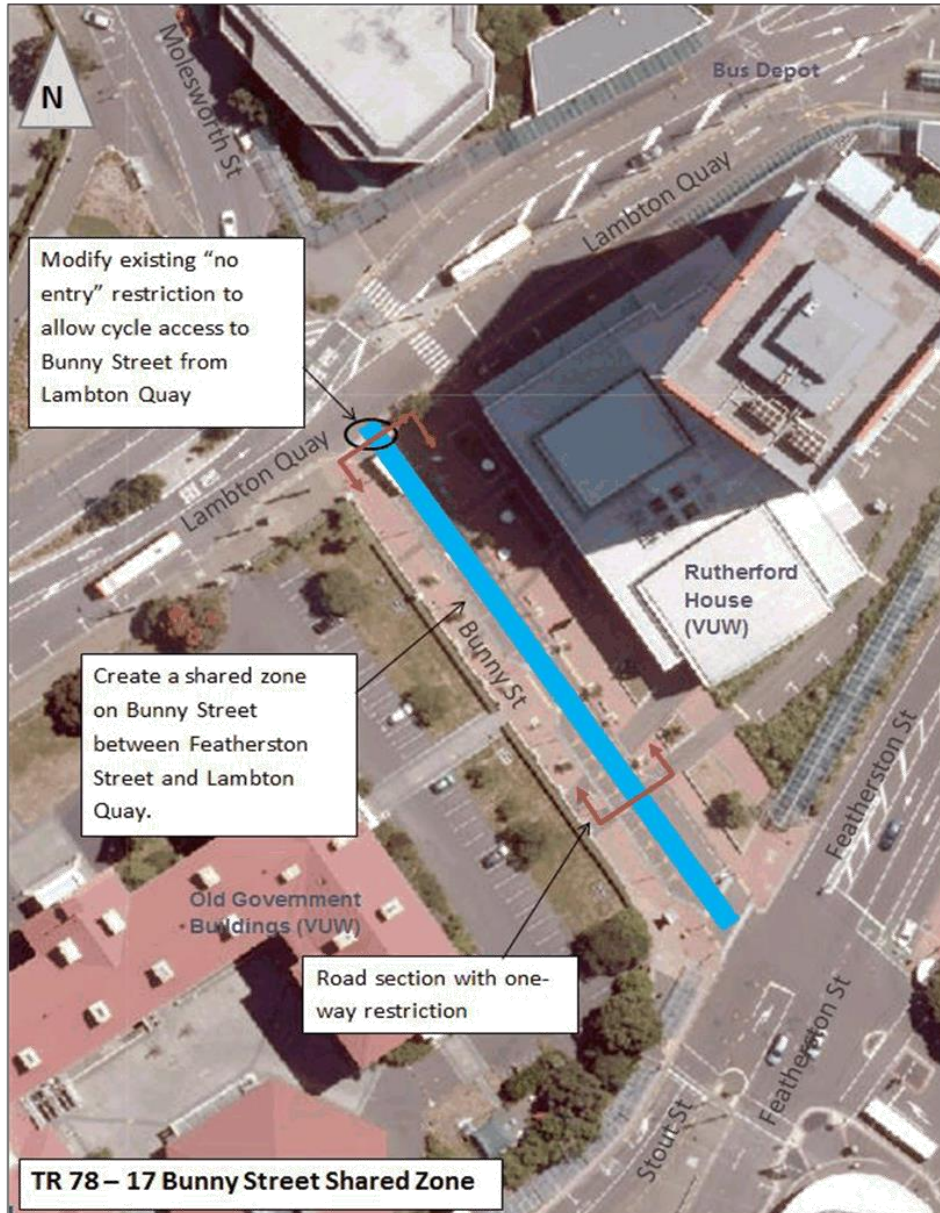 N
Molesworth St
Bus Depot
Lambton Quay
Modify existing “no
entry” restriction to
allow cycle access to
Bunny Street from
Lambton Quay
Lambton Quay
Rutherford
House
(VUW)
Bunny St
Create a shared zone
on Bunny Street
between Featherston
Street and Lambton
Quay.
Featherston St
Old Government
Buildings (VUW)
Road section with one-
way restriction
Featherston St
Stout St
TR 78 – 17 Bunny Street Shared Zone